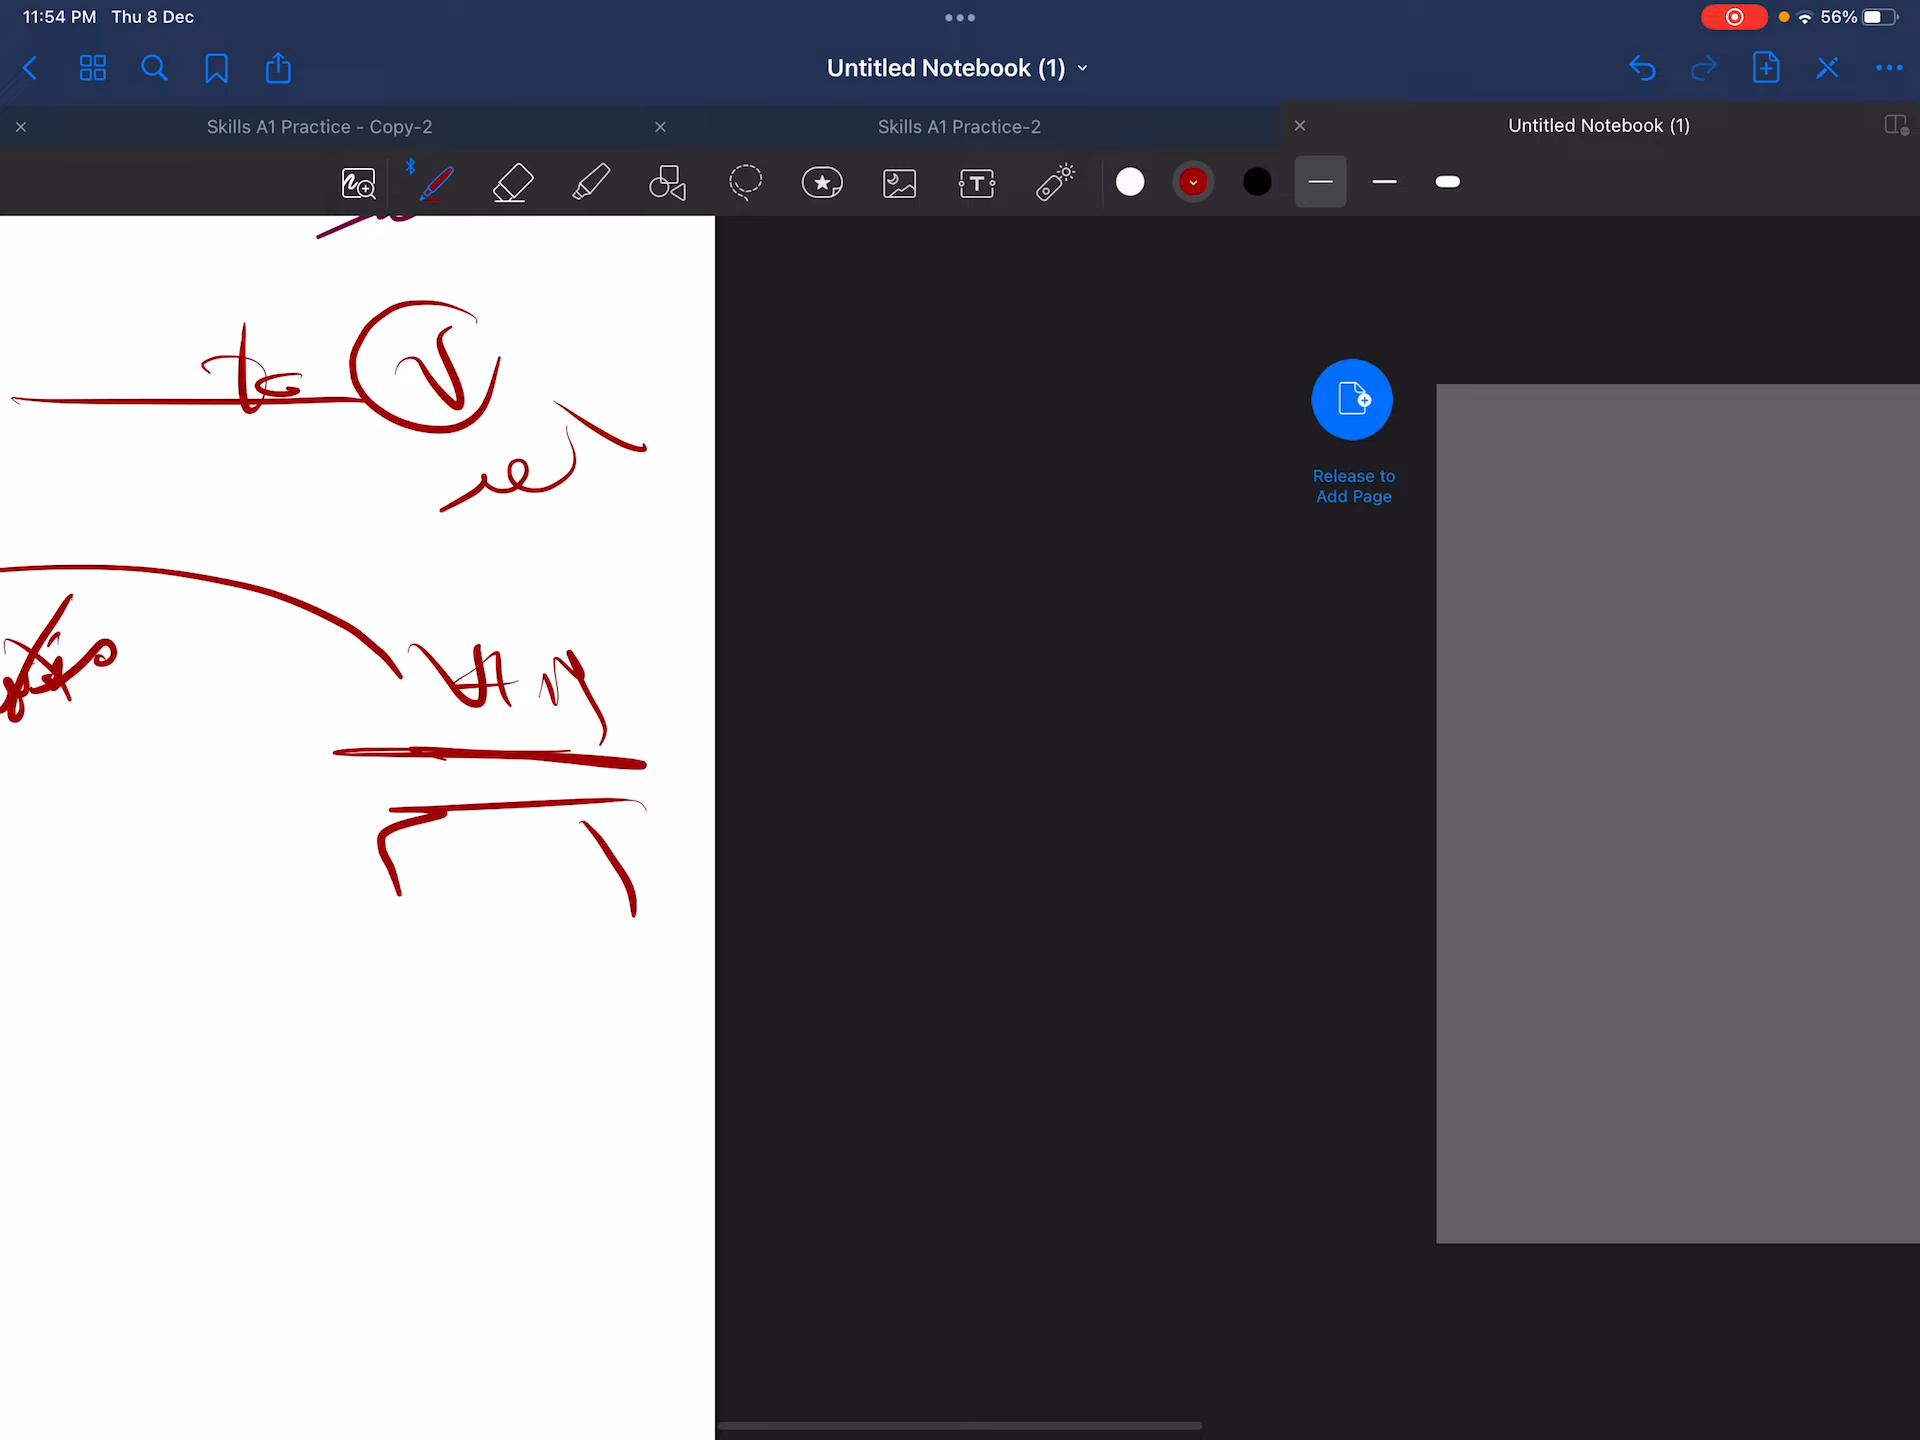 11:54 PM Thu 8 Dec
56%
Untitled Notebook (1)
Skills A1 Practice - Copy-2
Skills A1 Practice-2
Untitled Notebook (1)
T
to V
Release to
Add Page